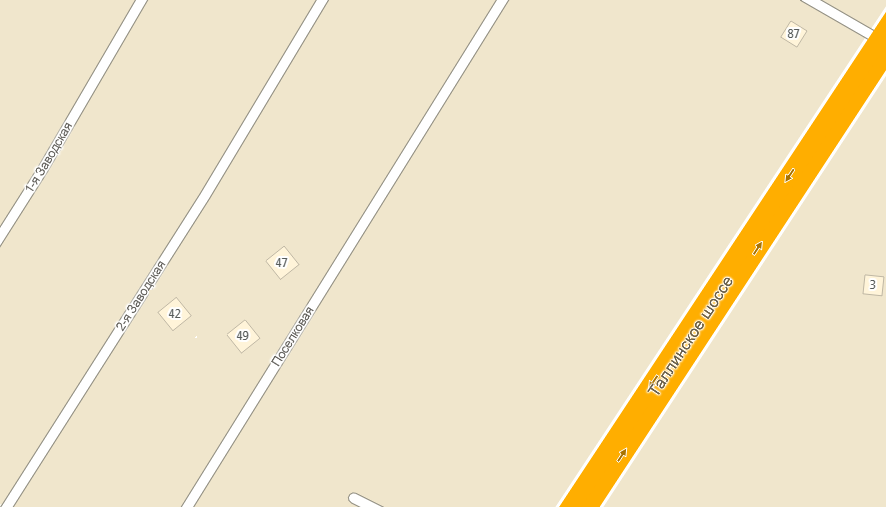 87
1-я Заводская
47
3
2-я Заводская
42
49
Поселковая
Таллинское шоссе